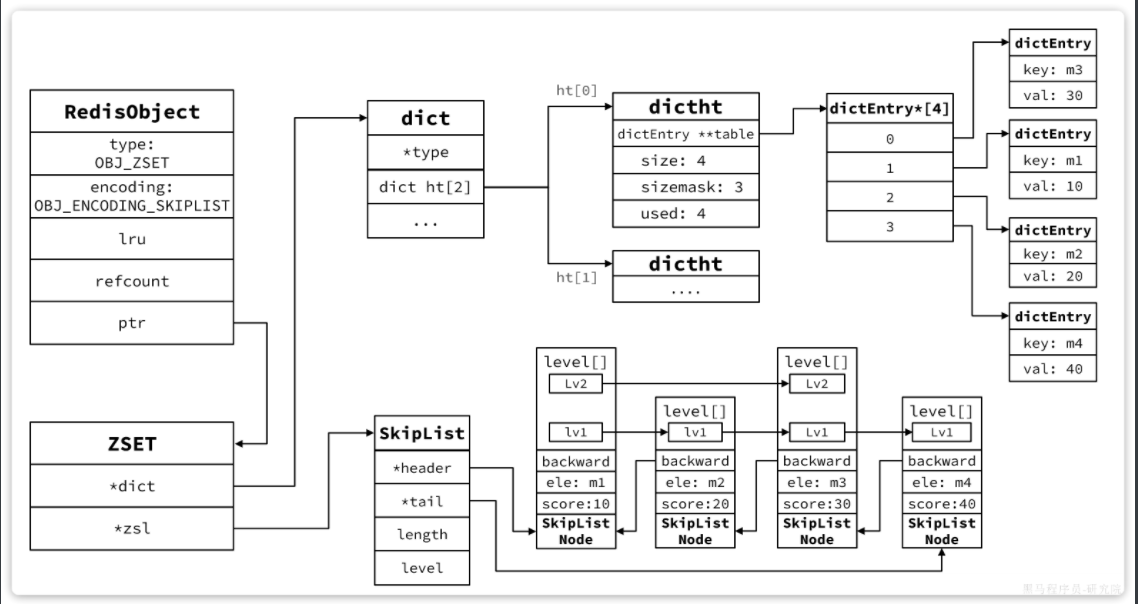 RedisObject
type:
OBJ_ZSET
encoding:
OBJ_ENCODING_SKIPLIST
lru
refcount
ptr
ZSET
*dict
*zsl
dict
*type
dict ht[2]
...
ht[0]
dictht
dictEntry **table
size: 4
sizemask: 3
used: 4
ht[1]
dictht
....
dictEntry*[4]
0
1
2
3
dictEntry
key: m3
val: 30
dictEntry
key: m1
val: 10
dictEntry
key: m2
val: 20
dictEntry
key: m4
val: 40
SkipList
*header
*tail
length
level
level[]
Lv2
lv1
backward
ele: m1
score:10
SkipList
Node
level[]
lv1
backward
ele: m2
score:20
SkipList
Node
level[]
Lv2
Lv1
backward
ele: m3
score:30
SkipList
Node
level[]
Lv1
backward
ele: m4
score:40
SkipList
Node
黑马程序员-研究院